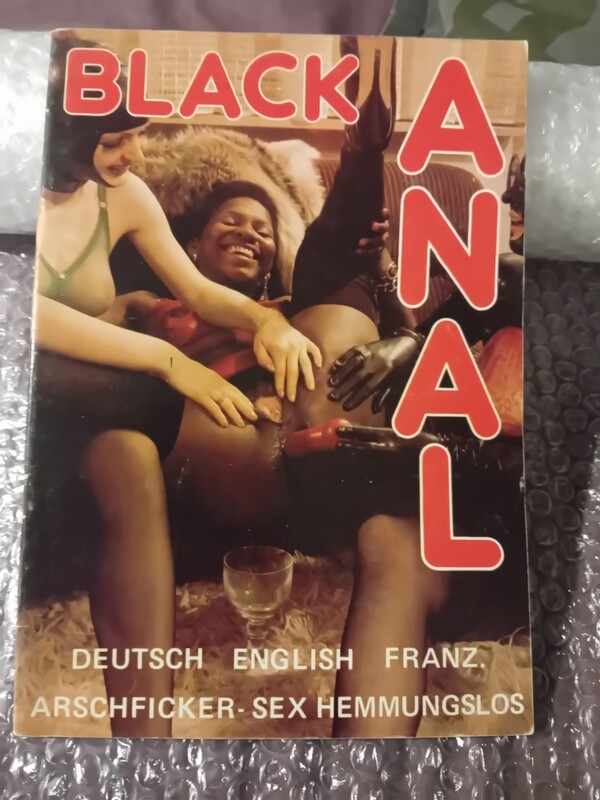 BLACK
ANAL
DEUTSCH ENGLISH FRANZ.
ARSCHFICKER-SEX HEMMUNGSLOS